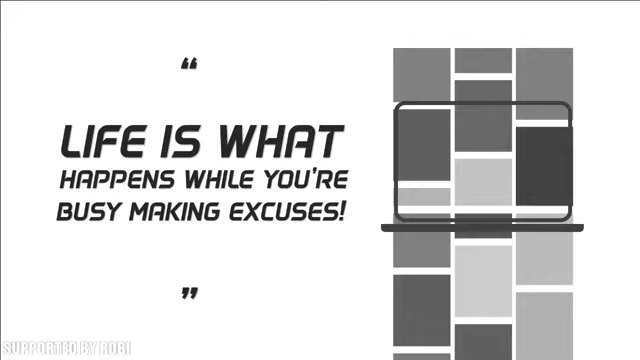 “
LIFE IS WHAT
HAPPENS WHILE YOU'RE
BUSY MAKING EXCUSES!
”
SUPPORTED BY ROBI